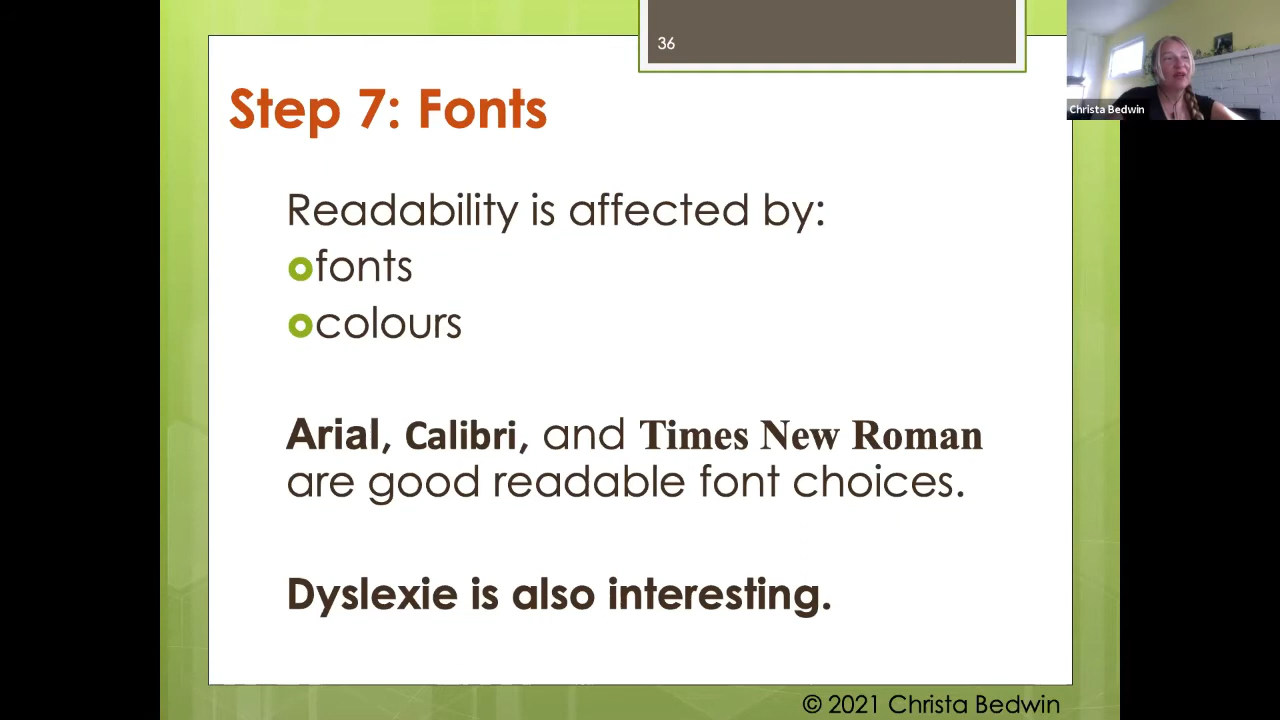 36
Christa Bedwin
Step 7: Fonts
Readability is affected by:
fonts
colours
Arial, Calibri, and Times New Roman
are good readable font choices.
Dyslexie is also interesting.
© 2021 Christa Bedwin